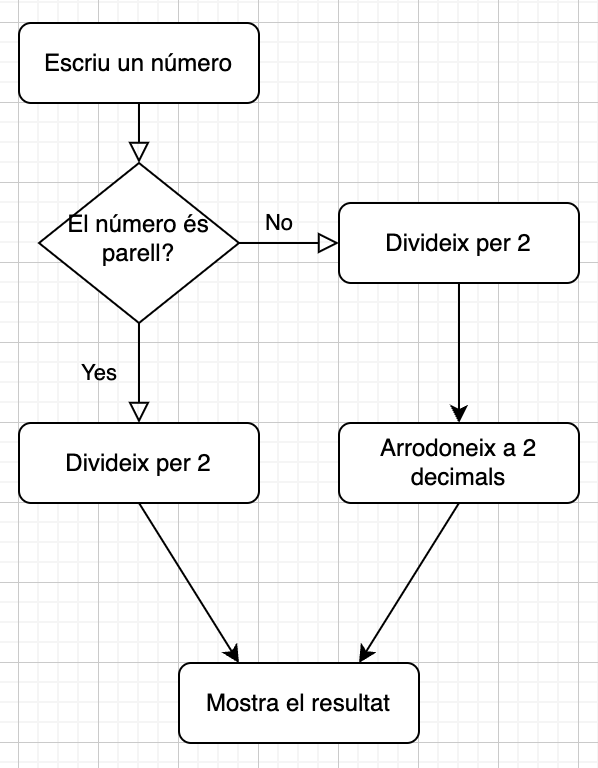 Escriu un número
El número és
parell?
No
Divideix per 2
Yes
Divideix per 2
Arrodoneix a 2
decimals
Mostra el resultat